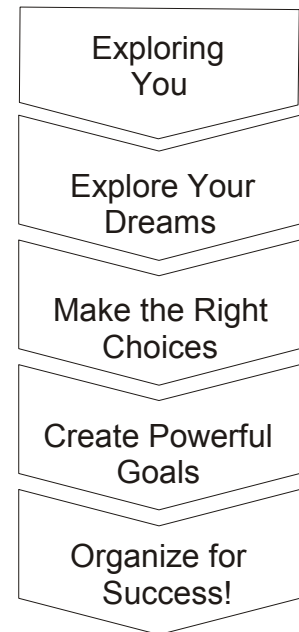 Exploring
You
Explore Your
Dreams
Make the Right
Choices
Create Powerful
Goals
Organize for
Success!